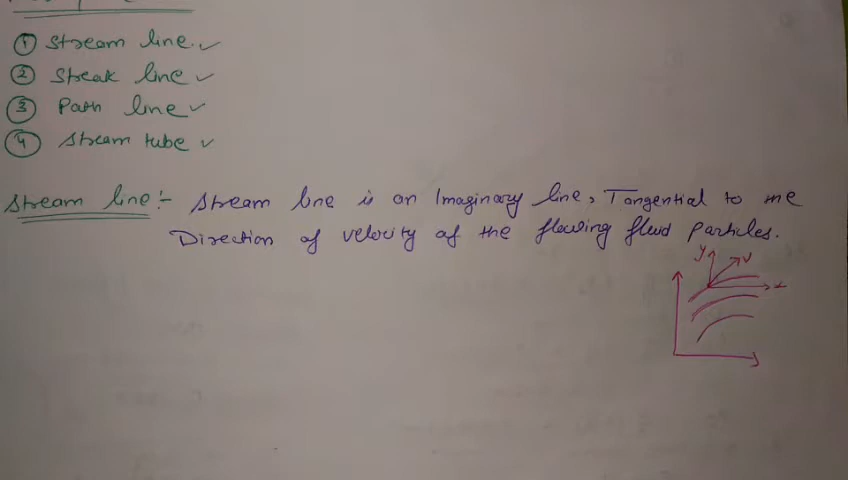 ① Stream line. ✓
② Streak line ✓
③ Path line ✓
④ Stream tube ✓
Stream line :- Stream line is an Imaginary line, Tangential to the
Direction of velocity of the flowing fluid particles.
y v
x